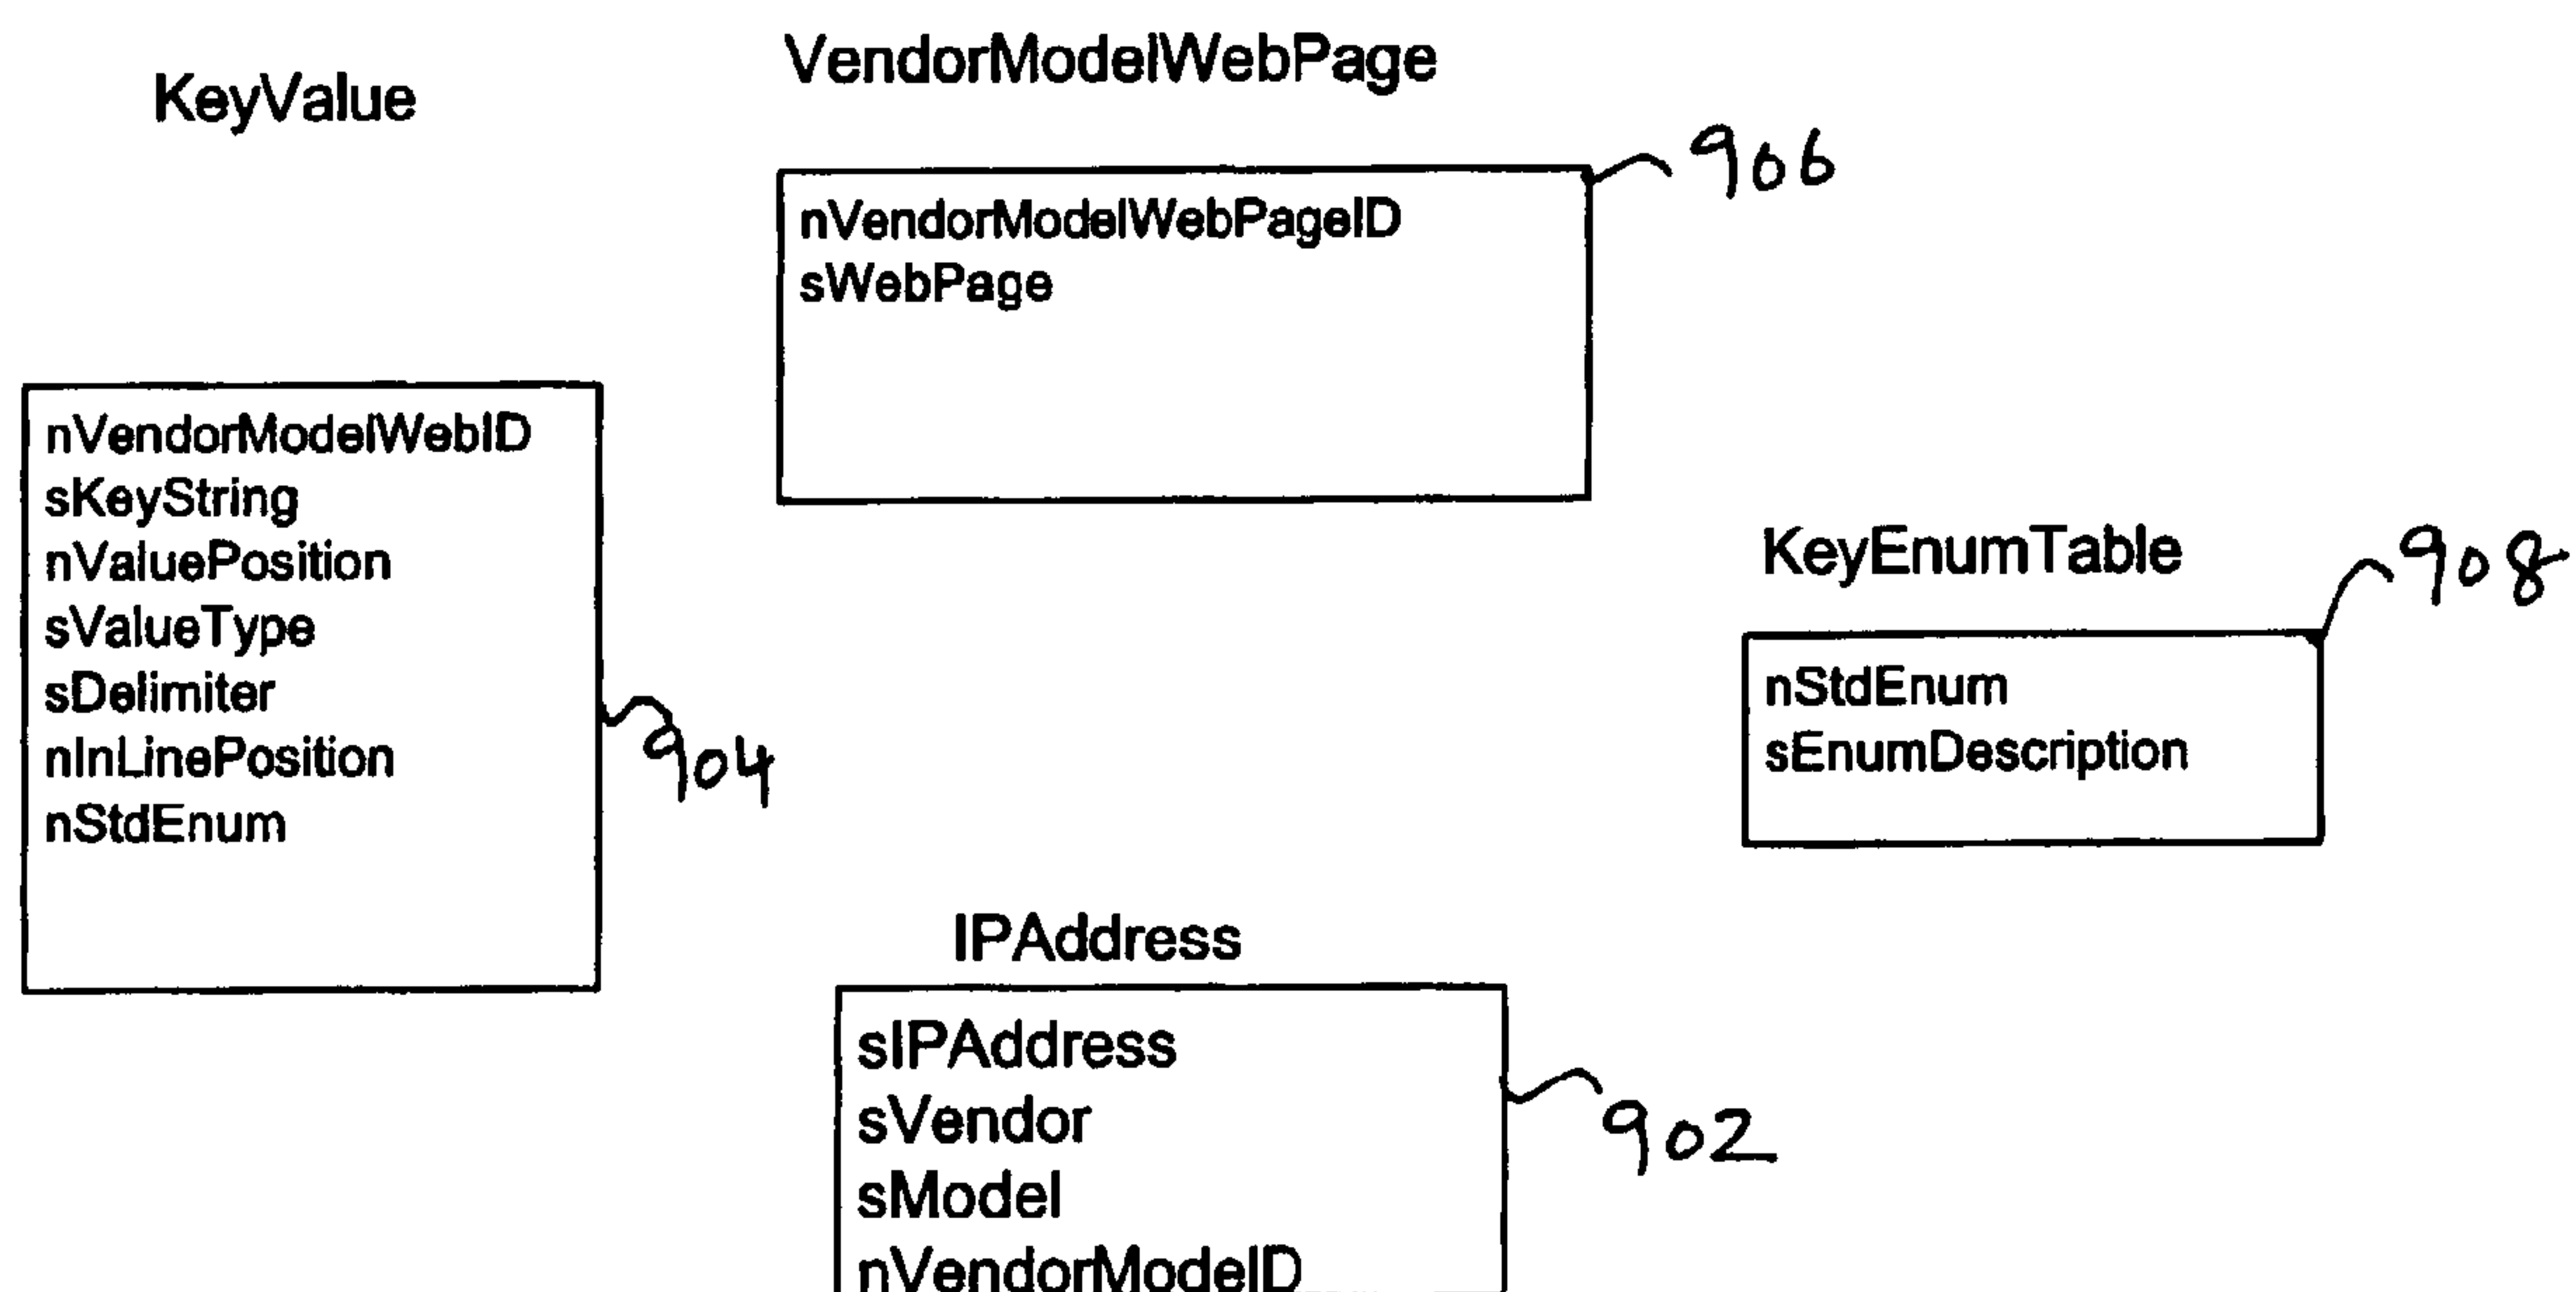 KeyValue
nVendorModelWebID
sKeyString
nValuePosition
sValueType
sDelimiter
nInLinePosition
nStdEnum
904
VendorModelWebPage
906
nVendorModelWebPageID
sWebPage
KeyEnumTable
908
nStdEnum
sEnumDescription
IPAddress
sIPAddress
sVendor
sModel
nVendorModelID
902